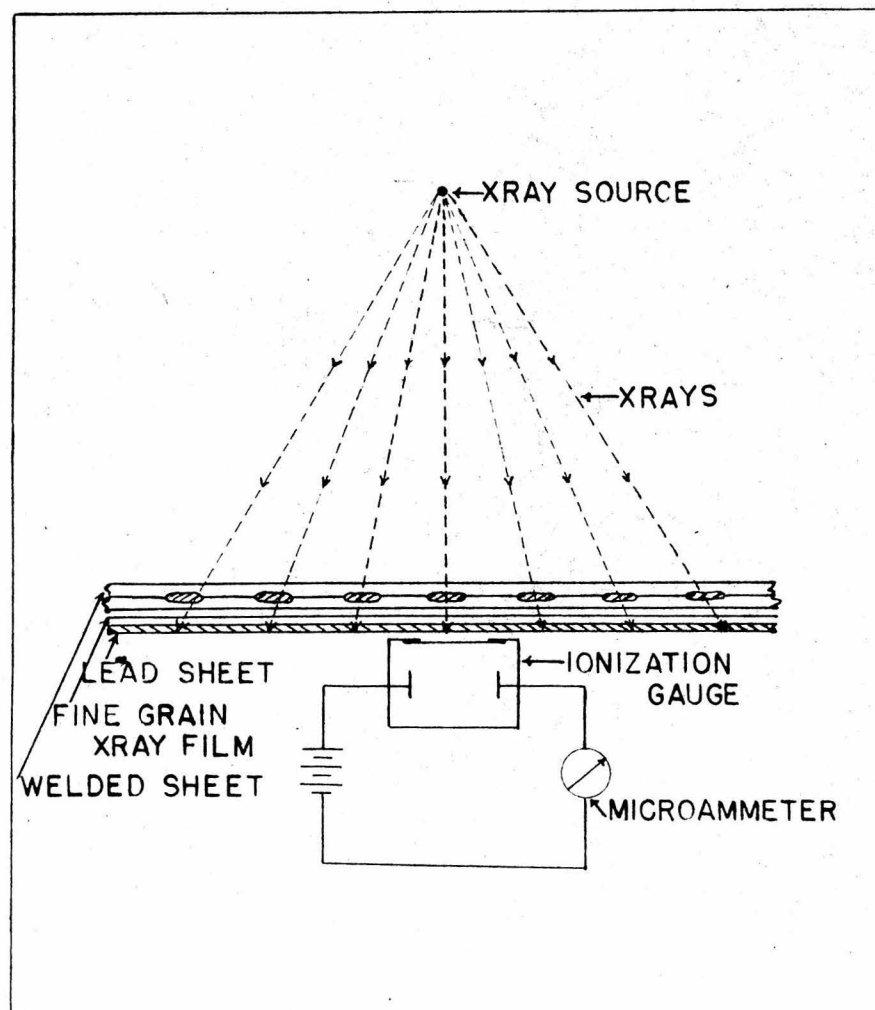 XRAY SOURCE
XRAYS
LEAD SHEET
IONIZATION
GAUGE
FINE GRAIN
XRAY FILM
WELDED SHEET
MICROAMMETER